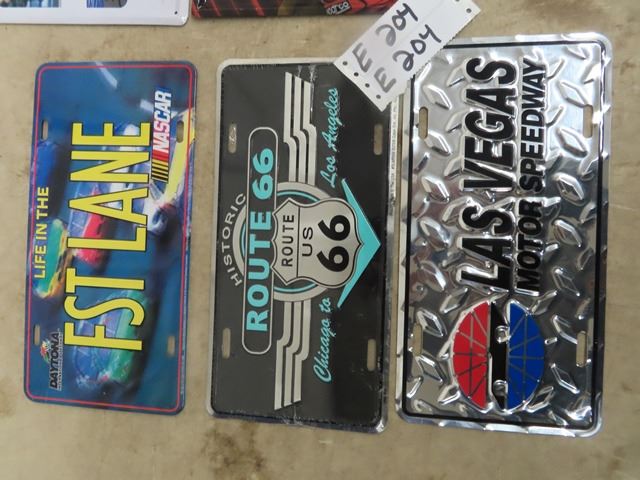 E 204
E 204
LIFE IN THE
FST LANE
NASCAR
DAYTONA
HISTORIC
ROUTE 66
ROUTE
US
66
Chicago to Los Angeles
LAS VEGAS
MOTOR SPEEDWAY